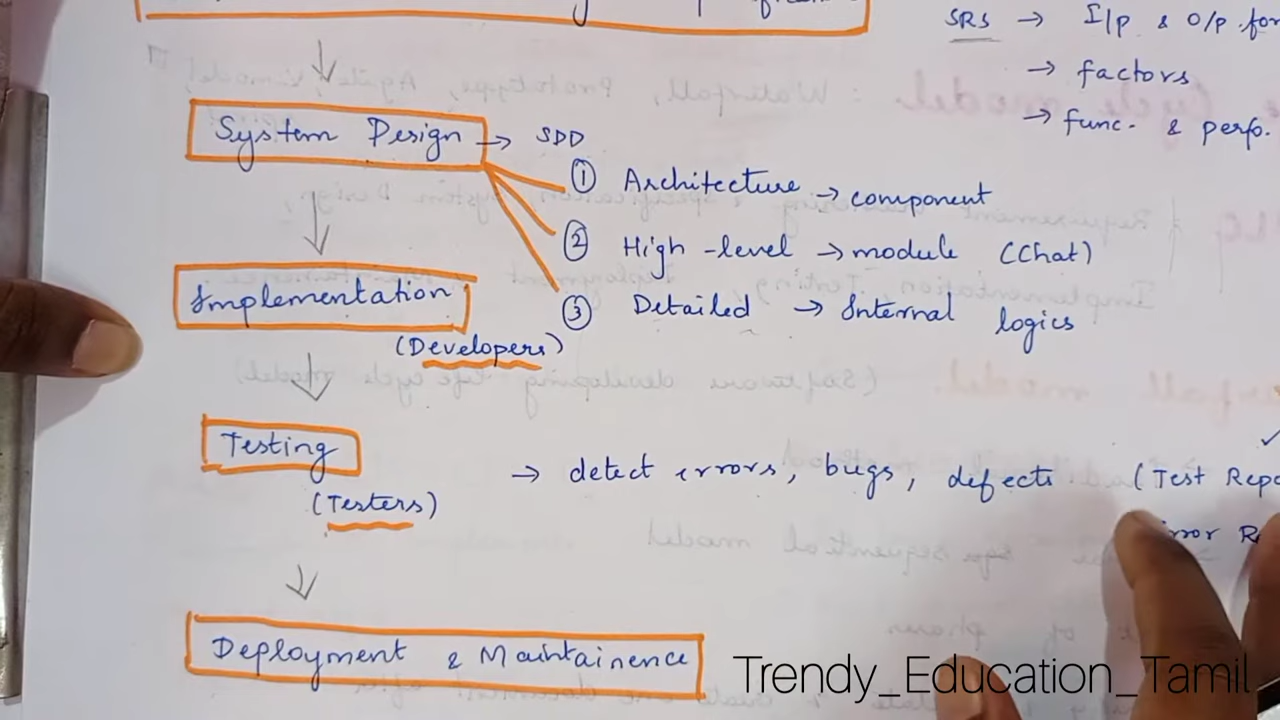 SRS → I/p & o/p for
→ factors
→ func. & perfo.
System Design → SDD
① Architecture → component
② High-level → module (Chat)
③ Detailed → Internal logics
Implementation
(Developers)
Testing
(Testers)
→ detect errors, bugs, defects (Test Repo
Deployment & Maintainence
Trendy_Education_Tamil